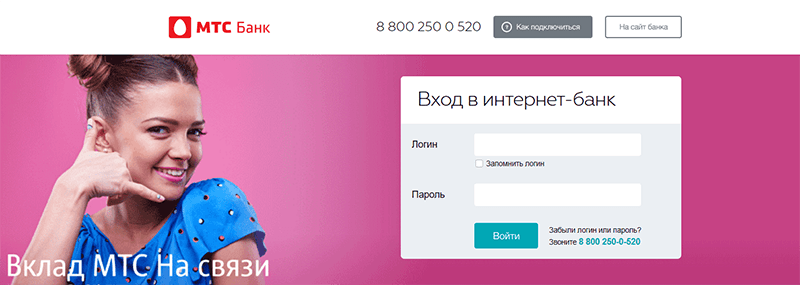 МТС Банк
8 800 250 0 520
? Как подключиться
На сайт банка
Вход в интернет-банк
Логин
Запомнить логин
Пароль
Войти
Забыли логин или пароль?
Звоните 8 800 250-0-520
Вклад МТС На связи